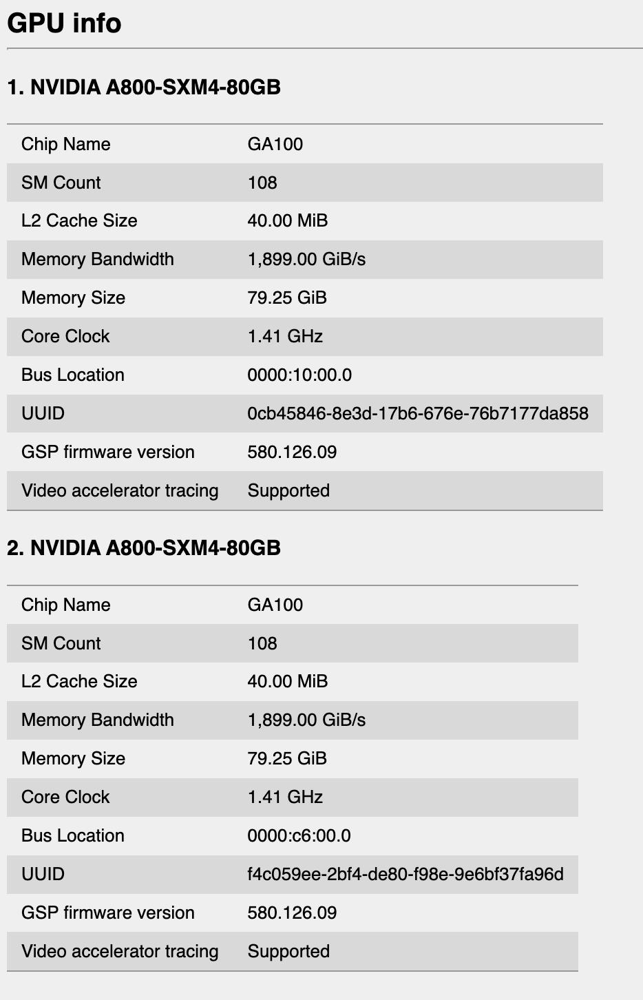 GPU info
1. NVIDIA A800-SXM4-80GB
Chip Name GA100
SM Count 108
L2 Cache Size 40.00 MiB
Memory Bandwidth 1,899.00 GiB/s
Memory Size 79.25 GiB
Core Clock 1.41 GHz
Bus Location 0000:10:00.0
UUID 0cb45846-8e3d-17b6-676e-76b7177da858
GSP firmware version 580.126.09
Video accelerator tracing Supported
2. NVIDIA A800-SXM4-80GB
Chip Name GA100
SM Count 108
L2 Cache Size 40.00 MiB
Memory Bandwidth 1,899.00 GiB/s
Memory Size 79.25 GiB
Core Clock 1.41 GHz
Bus Location 0000:c6:00.0
UUID f4c059ee-2bf4-de80-f98e-9e6bf37fa96d
GSP firmware version 580.126.09
Video accelerator tracing Supported